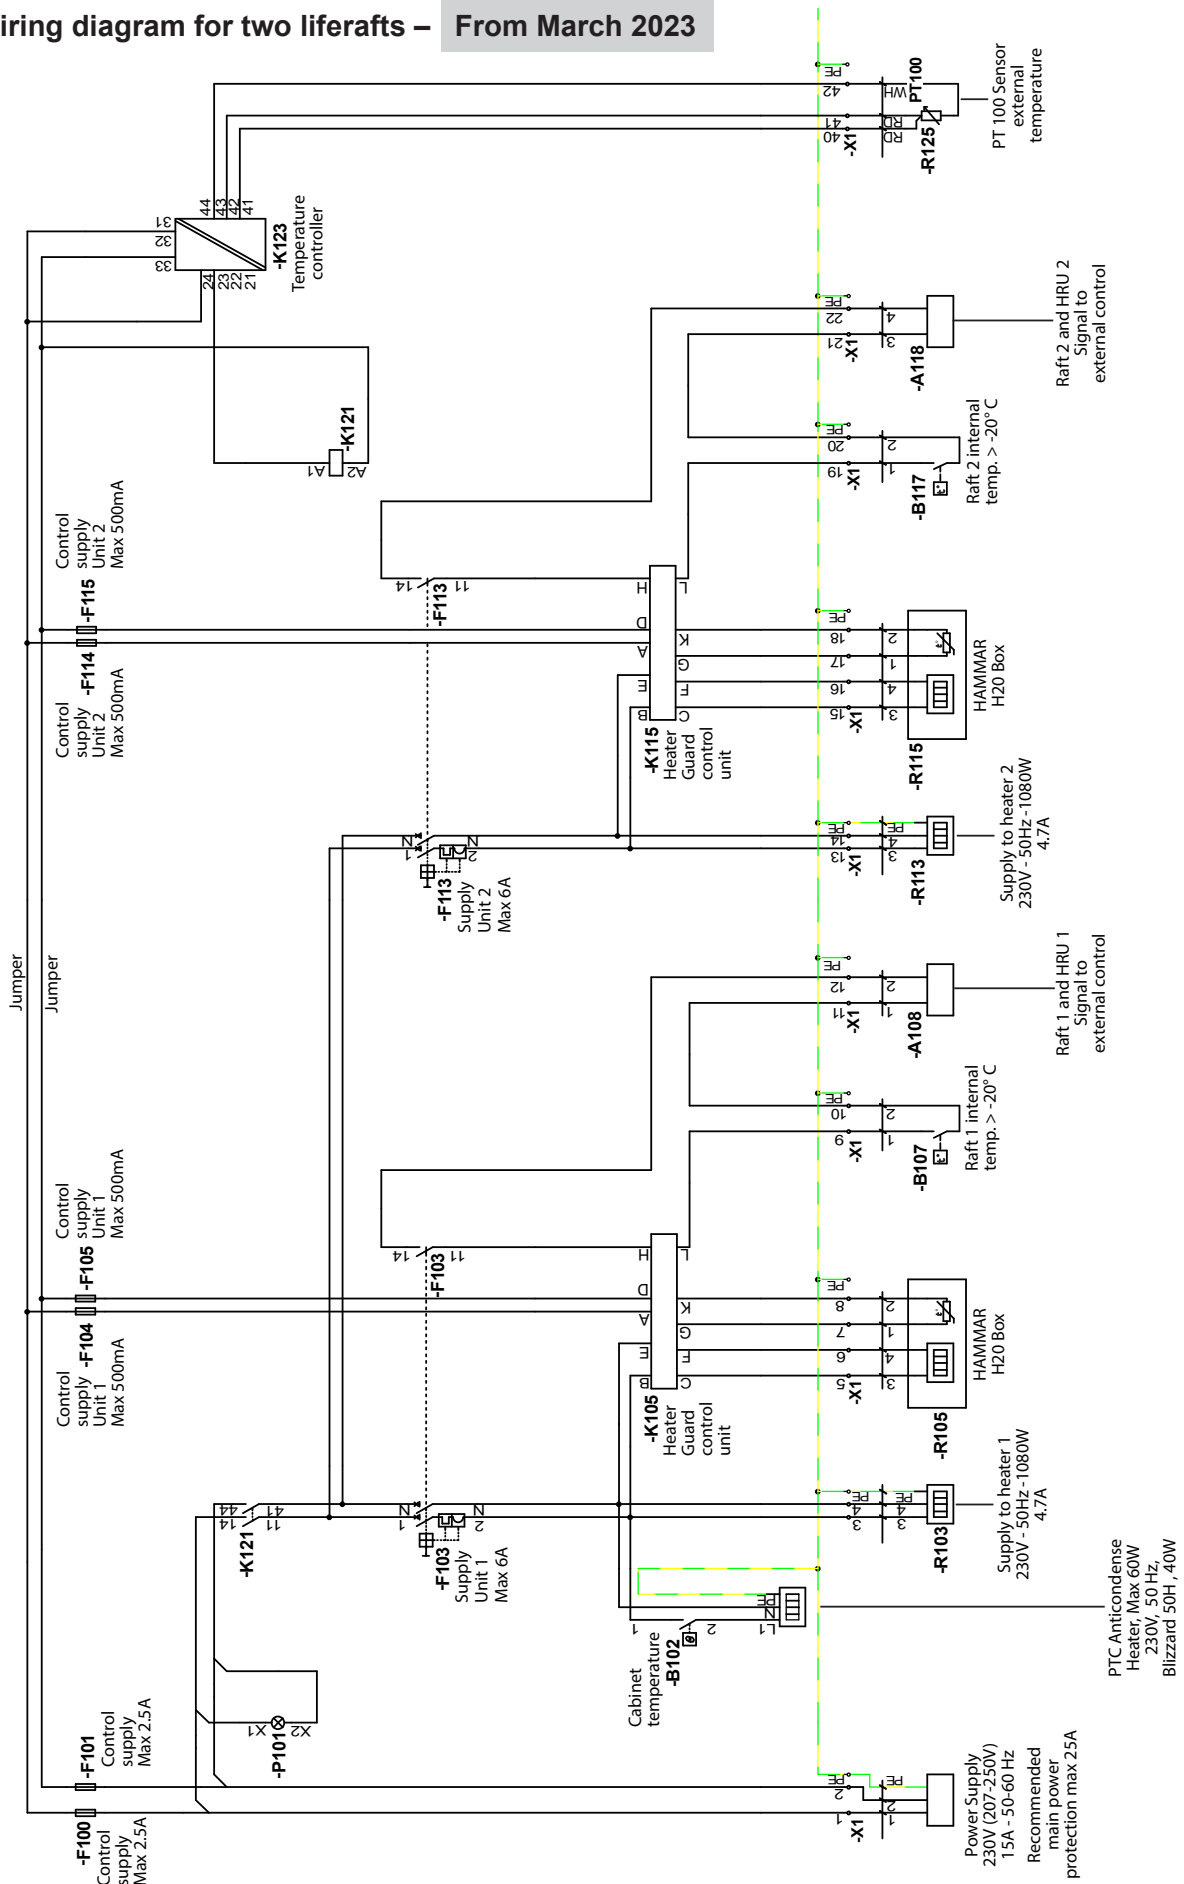 iring diagram for two liferafts – From March 2023
PT 100 Sensor
external
temperature
PE
42
41
40
-X1
WH
RD
RD
PT100
-R125
31
32
33
44
43
42
41
24
23
22
21
-K123
Temperature
controller
Raft 2 and HRU 2
Signal to
external control
PE
22
21
-X1
4
3
-A118
-K121
A1
A2
Raft 2 internal
temp. > -20° C
PE
20
19
-X1
2
1
-B117
Control
supply
Unit 2
Max 500mA
-F115
-F114
Control
supply
Unit 2
Max 500mA
14
11
-F113
H
D
A
E
B
L
K
G
F
C
-K115
Heater
Guard
control
unit
PE
18
17
16
15
-X1
2
1
4
3
HAMMAR
H20 Box
-R115
N
1
N
2
-F113
Supply
Unit 2
Max 6A
PE
14
13
-X1
PE
4
3
-R113
Supply to heater 2
230V - 50Hz -1080W
4.7A
Jumper
Jumper
PE
12
11
-X1
2
1
-A108
Raft 1 and HRU 1
Signal to
external control
PE
10
9
-X1
2
1
-B107
Raft 1 internal
temp. > -20° C
Control
supply
Unit 1
Max 500mA
-F105
-F104
Control
supply
Unit 1
Max 500mA
14
11
-F103
H
D
A
E
B
L
K
G
F
C
-K105
Heater
Guard
control
unit
PE
8
7
6
5
-X1
2
1
4
3
HAMMAR
H20 Box
-R105
44
14
41
11
-K121
N
1
N
2
-F103
Supply
Unit 1
Max 6A
PE
4
3
-X1
PE
4
3
-R103
Supply to heater 1
230V - 50Hz -1080W
4.7A
Cabinet
temperature
-B102
1
2
PE
N
L1
PTC Anticondense
Heater, Max 60W
230V, 50 Hz,
Blizzard 50H , 40W
X1
X2
-P101
-F101
Control
supply
Max 2.5A
-F100
Control
supply
Max 2.5A
PE
2
1
-X1
PE
2
1
Power Supply
230V (207-250V)
15A - 50-60 Hz
Recommended
main power
protection max 25A